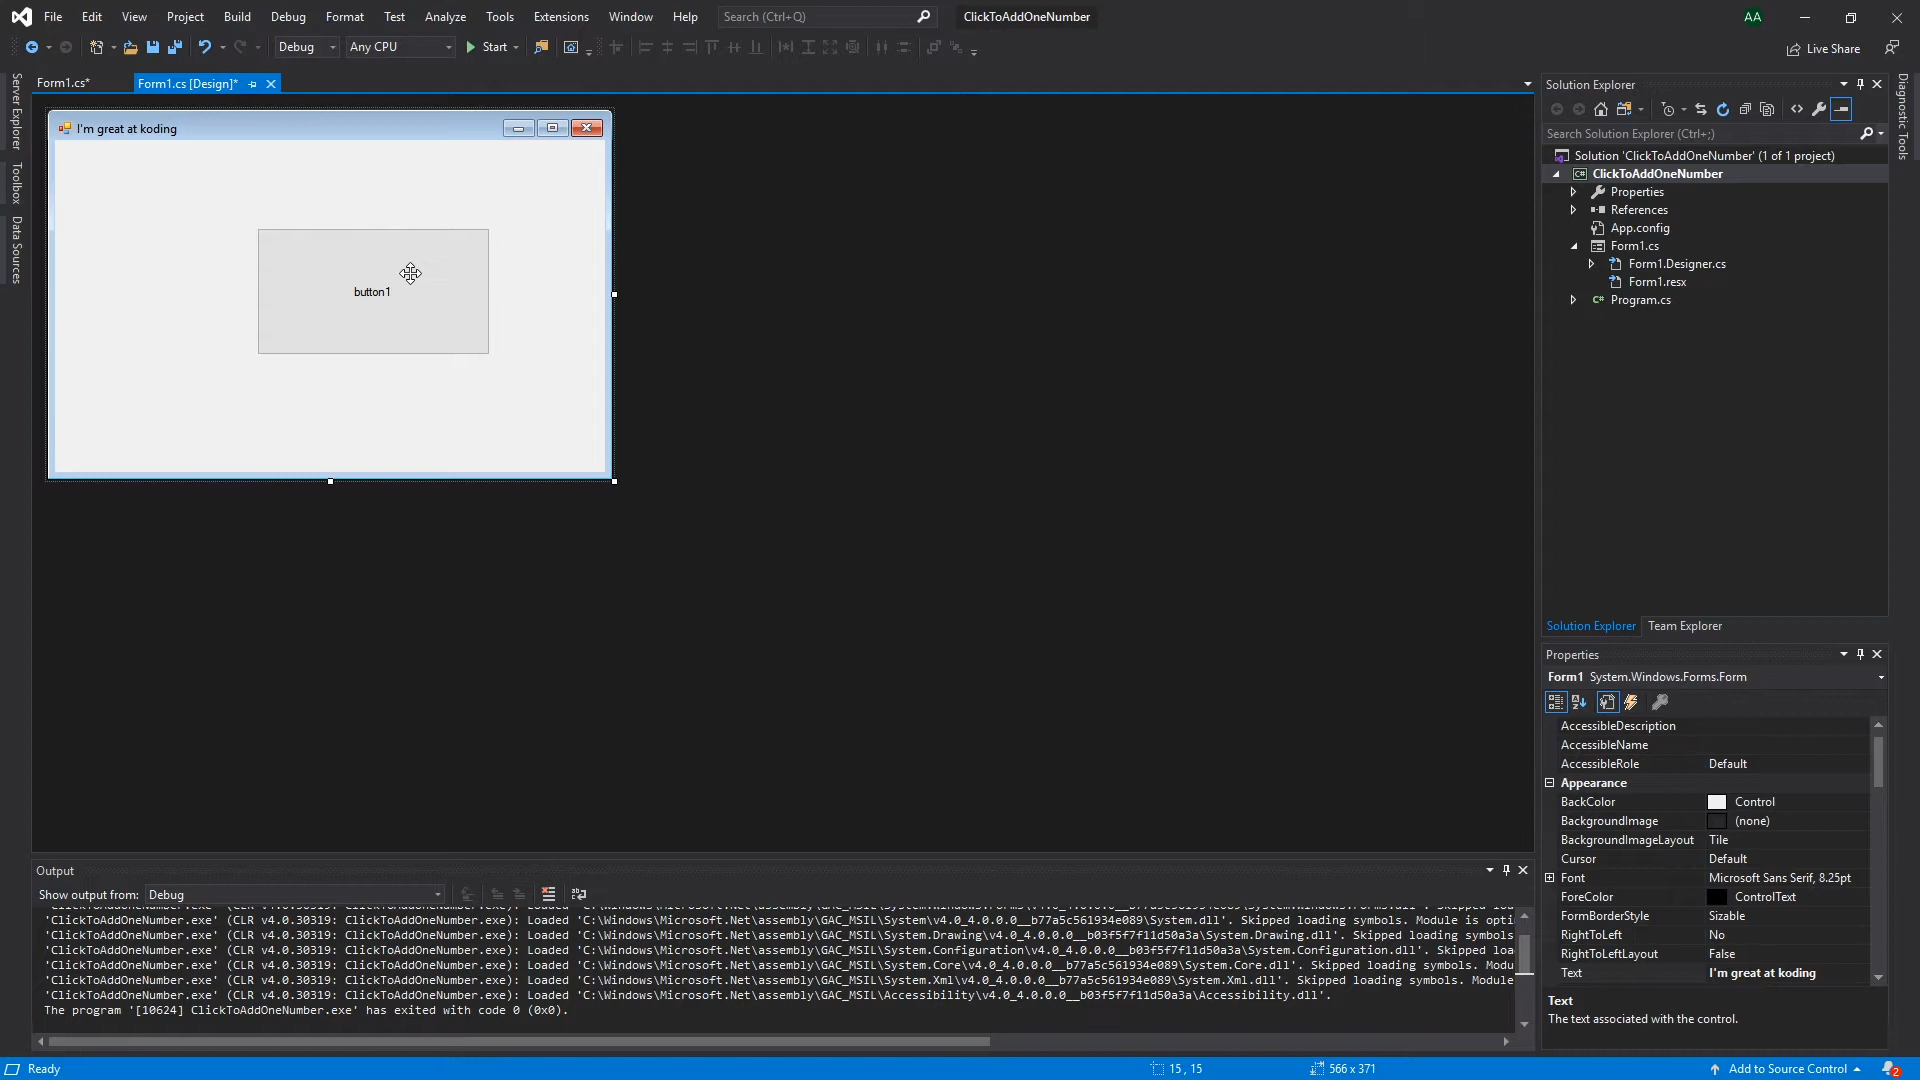 File Edit View Project Build Debug Format Test Analyze Tools Extensions Window Help Search (Ctrl+Q) ClickToAddOneNumber AA
Debug Any CPU Start Live Share
Form1.cs* Form1.cs [Design]*
Server Explorer
Toolbox
Data Sources
I'm great at koding
button1
Solution Explorer
Search Solution Explorer (Ctrl+;)
Solution 'ClickToAddOneNumber' (1 of 1 project)
ClickToAddOneNumber
Properties
References
App.config
Form1.cs
Form1.Designer.cs
Form1.resx
Program.cs
Diagnostic Tools
Solution Explorer Team Explorer
Properties
Form1 System.Windows.Forms.Form
AccessibleDescription
AccessibleName
AccessibleRole Default
Appearance
BackColor Control
BackgroundImage (none)
BackgroundImageLayout Tile
Cursor Default
Font Microsoft Sans Serif, 8.25pt
ForeColor ControlText
FormBorderStyle Sizable
RightToLeft No
RightToLeftLayout False
Text I'm great at koding
Text
The text associated with the control.
Output
Show output from: Debug
'ClickToAddOneNumber.exe' (CLR v4.0.30319: ClickToAddOneNumber.exe): Loaded 'C:\Windows\Microsoft.Net\assembly\GAC_MSIL\System\v4.0_4.0.0.0__b77a5c561934e089\System.dll'. Skipped loading symbols. Module is opti
'ClickToAddOneNumber.exe' (CLR v4.0.30319: ClickToAddOneNumber.exe): Loaded 'C:\Windows\Microsoft.Net\assembly\GAC_MSIL\System.Drawing\v4.0_4.0.0.0__b03f5f7f11d50a3a\System.Drawing.dll'. Skipped loading symbols
'ClickToAddOneNumber.exe' (CLR v4.0.30319: ClickToAddOneNumber.exe): Loaded 'C:\Windows\Microsoft.Net\assembly\GAC_MSIL\System.Configuration\v4.0_4.0.0.0__b03f5f7f11d50a3a\System.Configuration.dll'. Skipped loa
'ClickToAddOneNumber.exe' (CLR v4.0.30319: ClickToAddOneNumber.exe): Loaded 'C:\Windows\Microsoft.Net\assembly\GAC_MSIL\System.Core\v4.0_4.0.0.0__b77a5c561934e089\System.Core.dll'. Skipped loading symbols. Modu
'ClickToAddOneNumber.exe' (CLR v4.0.30319: ClickToAddOneNumber.exe): Loaded 'C:\Windows\Microsoft.Net\assembly\GAC_MSIL\System.Xml\v4.0_4.0.0.0__b77a5c561934e089\System.Xml.dll'. Skipped loading symbols. Module
'ClickToAddOneNumber.exe' (CLR v4.0.30319: ClickToAddOneNumber.exe): Loaded 'C:\Windows\Microsoft.Net\assembly\GAC_MSIL\Accessibility\v4.0_4.0.0.0__b03f5f7f11d50a3a\Accessibility.dll'.
The program '[10624] ClickToAddOneNumber.exe' has exited with code 0 (0x0).
Ready 15 , 15 566 x 371 Add to Source Control 2